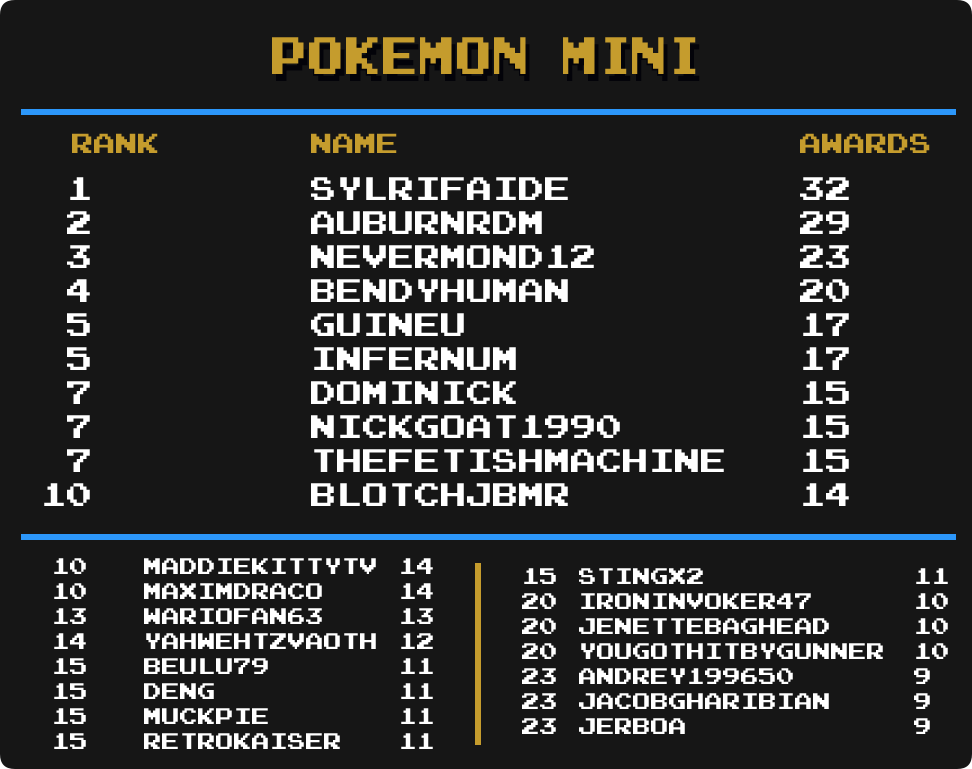 POKEMON MINI
RANK NAME AWARDS
1 SYLRIFAIDE 32
2 AUBURNRDM 29
3 NEVERMOND12 23
4 BENDYHUMAN 20
5 GUINEU 17
5 INFERNUM 17
7 DOMINICK 15
7 NICKGOAT1990 15
7 THEFETISHMACHINE 15
10 BLOTCHJBMR 14
10 MADDIEKITTYTV 14
10 MAXIMDRACO 14
13 WARIOFAN63 13
14 YAHWEHTZVAOTH 12
15 BEULU79 11
15 DENG 11
15 MUCKPIE 11
15 RETROKAISER 11
15 STINGX2 11
20 IRONINVOKER47 10
20 JENETTEBAGHEAD 10
20 YOUGOTHITBYGUNNER 10
23 ANDREY199650 9
23 JACOBGHARIBIAN 9
23 JERBOA 9